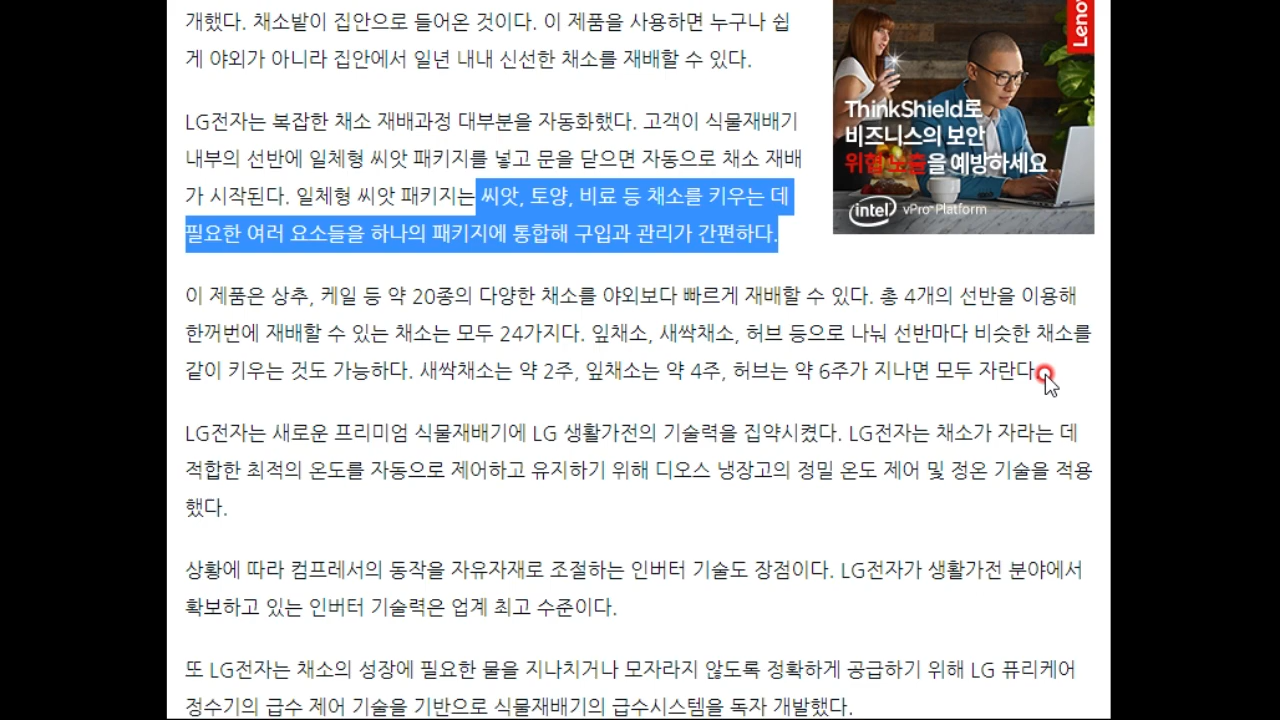 개했다. 채소밭이 집안으로 들어온 것이다. 이 제품을 사용하면 누구나 쉽
게 야외가 아니라 집안에서 일년 내내 신선한 채소를 재배할 수 있다.
LG전자는 복잡한 채소 재배과정 대부분을 자동화했다. 고객이 식물재배기
내부의 선반에 일체형 씨앗 패키지를 넣고 문을 닫으면 자동으로 채소 재배
가 시작된다. 일체형 씨앗 패키지는 씨앗, 토양, 비료 등 채소를 키우는 데
필요한 여러 요소들을 하나의 패키지에 통합해 구입과 관리가 간편하다.
Lenov
ThinkShield로
비즈니스의 보안
위협 노출을 예방하세요
intel vPro Platform
이 제품은 상추, 케일 등 약 20종의 다양한 채소를 야외보다 빠르게 재배할 수 있다. 총 4개의 선반을 이용해
한꺼번에 재배할 수 있는 채소는 모두 24가지다. 잎채소, 새싹채소, 허브 등으로 나눠 선반마다 비슷한 채소를
같이 키우는 것도 가능하다. 새싹채소는 약 2주, 잎채소는 약 4주, 허브는 약 6주가 지나면 모두 자란다
LG전자는 새로운 프리미엄 식물재배기에 LG 생활가전의 기술력을 집약시켰다. LG전자는 채소가 자라는 데
적합한 최적의 온도를 자동으로 제어하고 유지하기 위해 디오스 냉장고의 정밀 온도 제어 및 정온 기술을 적용
했다.
상황에 따라 컴프레서의 동작을 자유자재로 조절하는 인버터 기술도 장점이다. LG전자가 생활가전 분야에서
확보하고 있는 인버터 기술력은 업계 최고 수준이다.
또 LG전자는 채소의 성장에 필요한 물을 지나치거나 모자라지 않도록 정확하게 공급하기 위해 LG 퓨리케어
정수기의 급수 제어 기술을 기반으로 식물재배기의 급수시스템을 독자 개발했다.